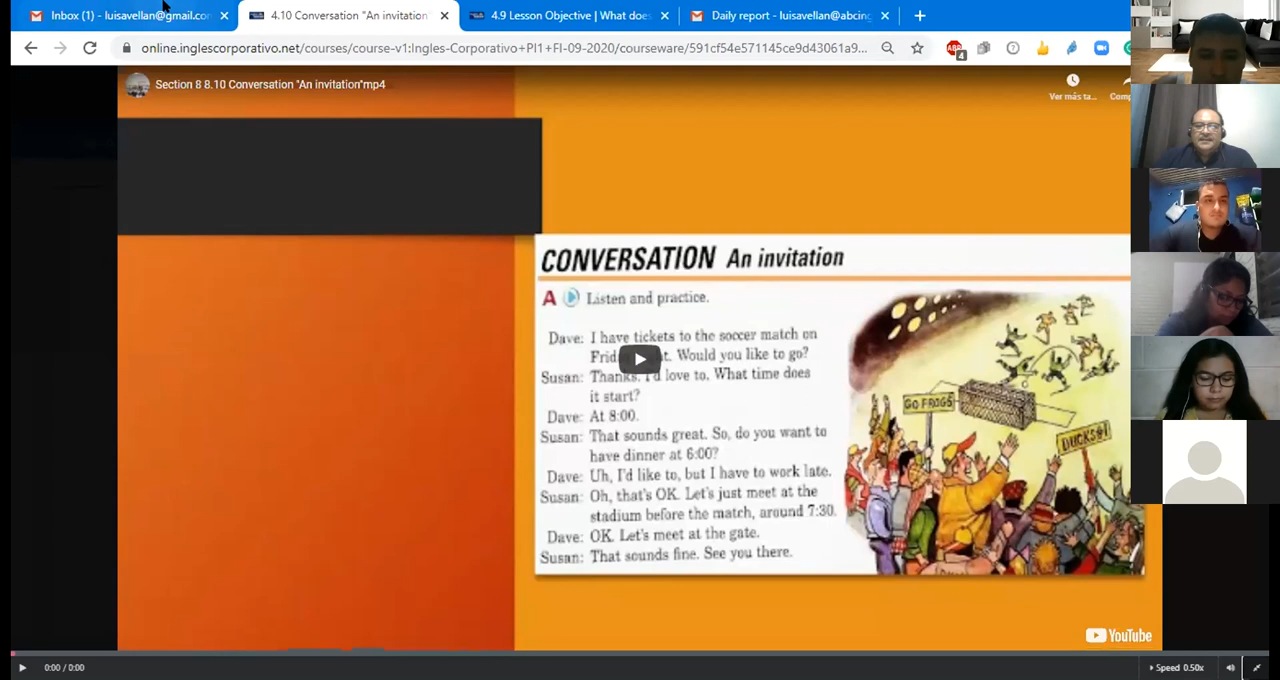 Inbox (1) - luisavellan@gmail.con
4.10 Conversation "An invitation"
4.9 Lesson Objective | What does
Daily report - luisavellan@abcing
online.inglescorporativo.net/courses/course-v1:Ingles-Corporativo+PI1+FI-09-2020/courseware/591cf54e571145ce9d43061a9...
ABP
4
Section 8 8.10 Conversation "An invitation"mp4
Ver más ta...
Comp
CONVERSATION An invitation
A Listen and practice.
Dave: I have tickets to the soccer match on
Would you like to go?
Susan: Thanks. I'd love to. What time does
it start?
Dave: At 8:00.
Susan: That sounds great. So, do you want to
have dinner at 6:00?
Dave: Uh, I'd like to, but I have to work late.
Susan: Oh, that's OK. Let's just meet at the
stadium before the match, around 7:30.
Dave: OK. Let's meet at the gate.
Susan: That sounds fine. See you there.
GO FROGS
DUCKS #1
YouTube
0:00 / 0:00
Speed 0.50x